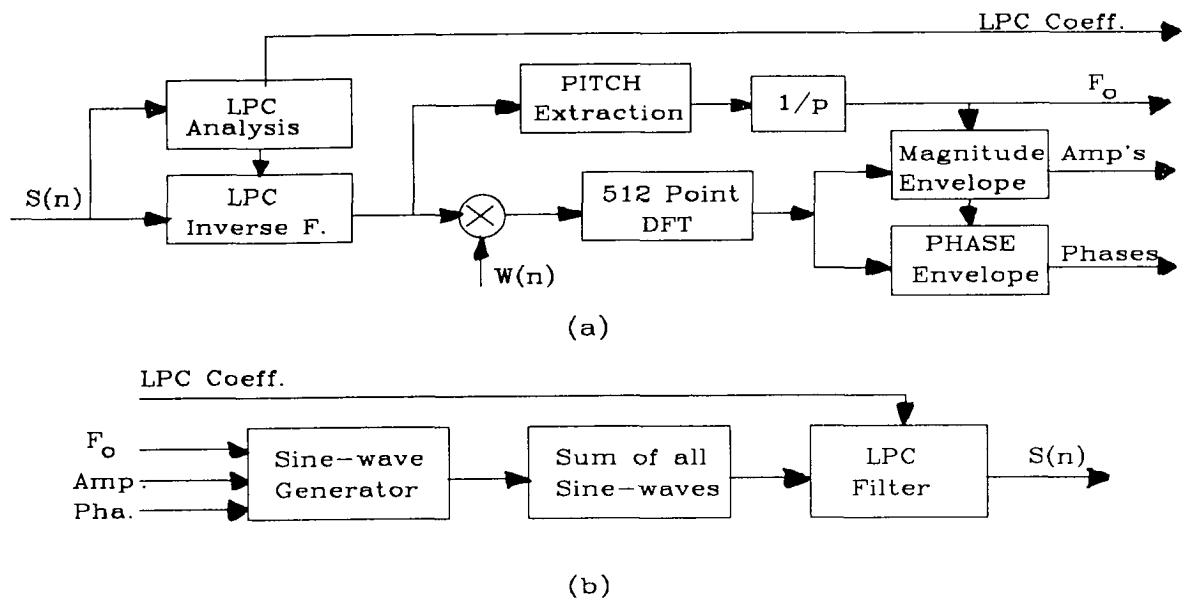 LPC Coeff.
PITCH
Extraction
1/p
F₀
LPC
Analysis
Magnitude
Envelope
Amp's
S(n)
LPC
Inverse F.
512 Point
DFT
PHASE
Envelope
Phases
W(n)
(a)
LPC Coeff.
F₀
Amp.
Pha.
Sine-wave
Generator
Sum of all
Sine-waves
LPC
Filter
S(n)
(b)